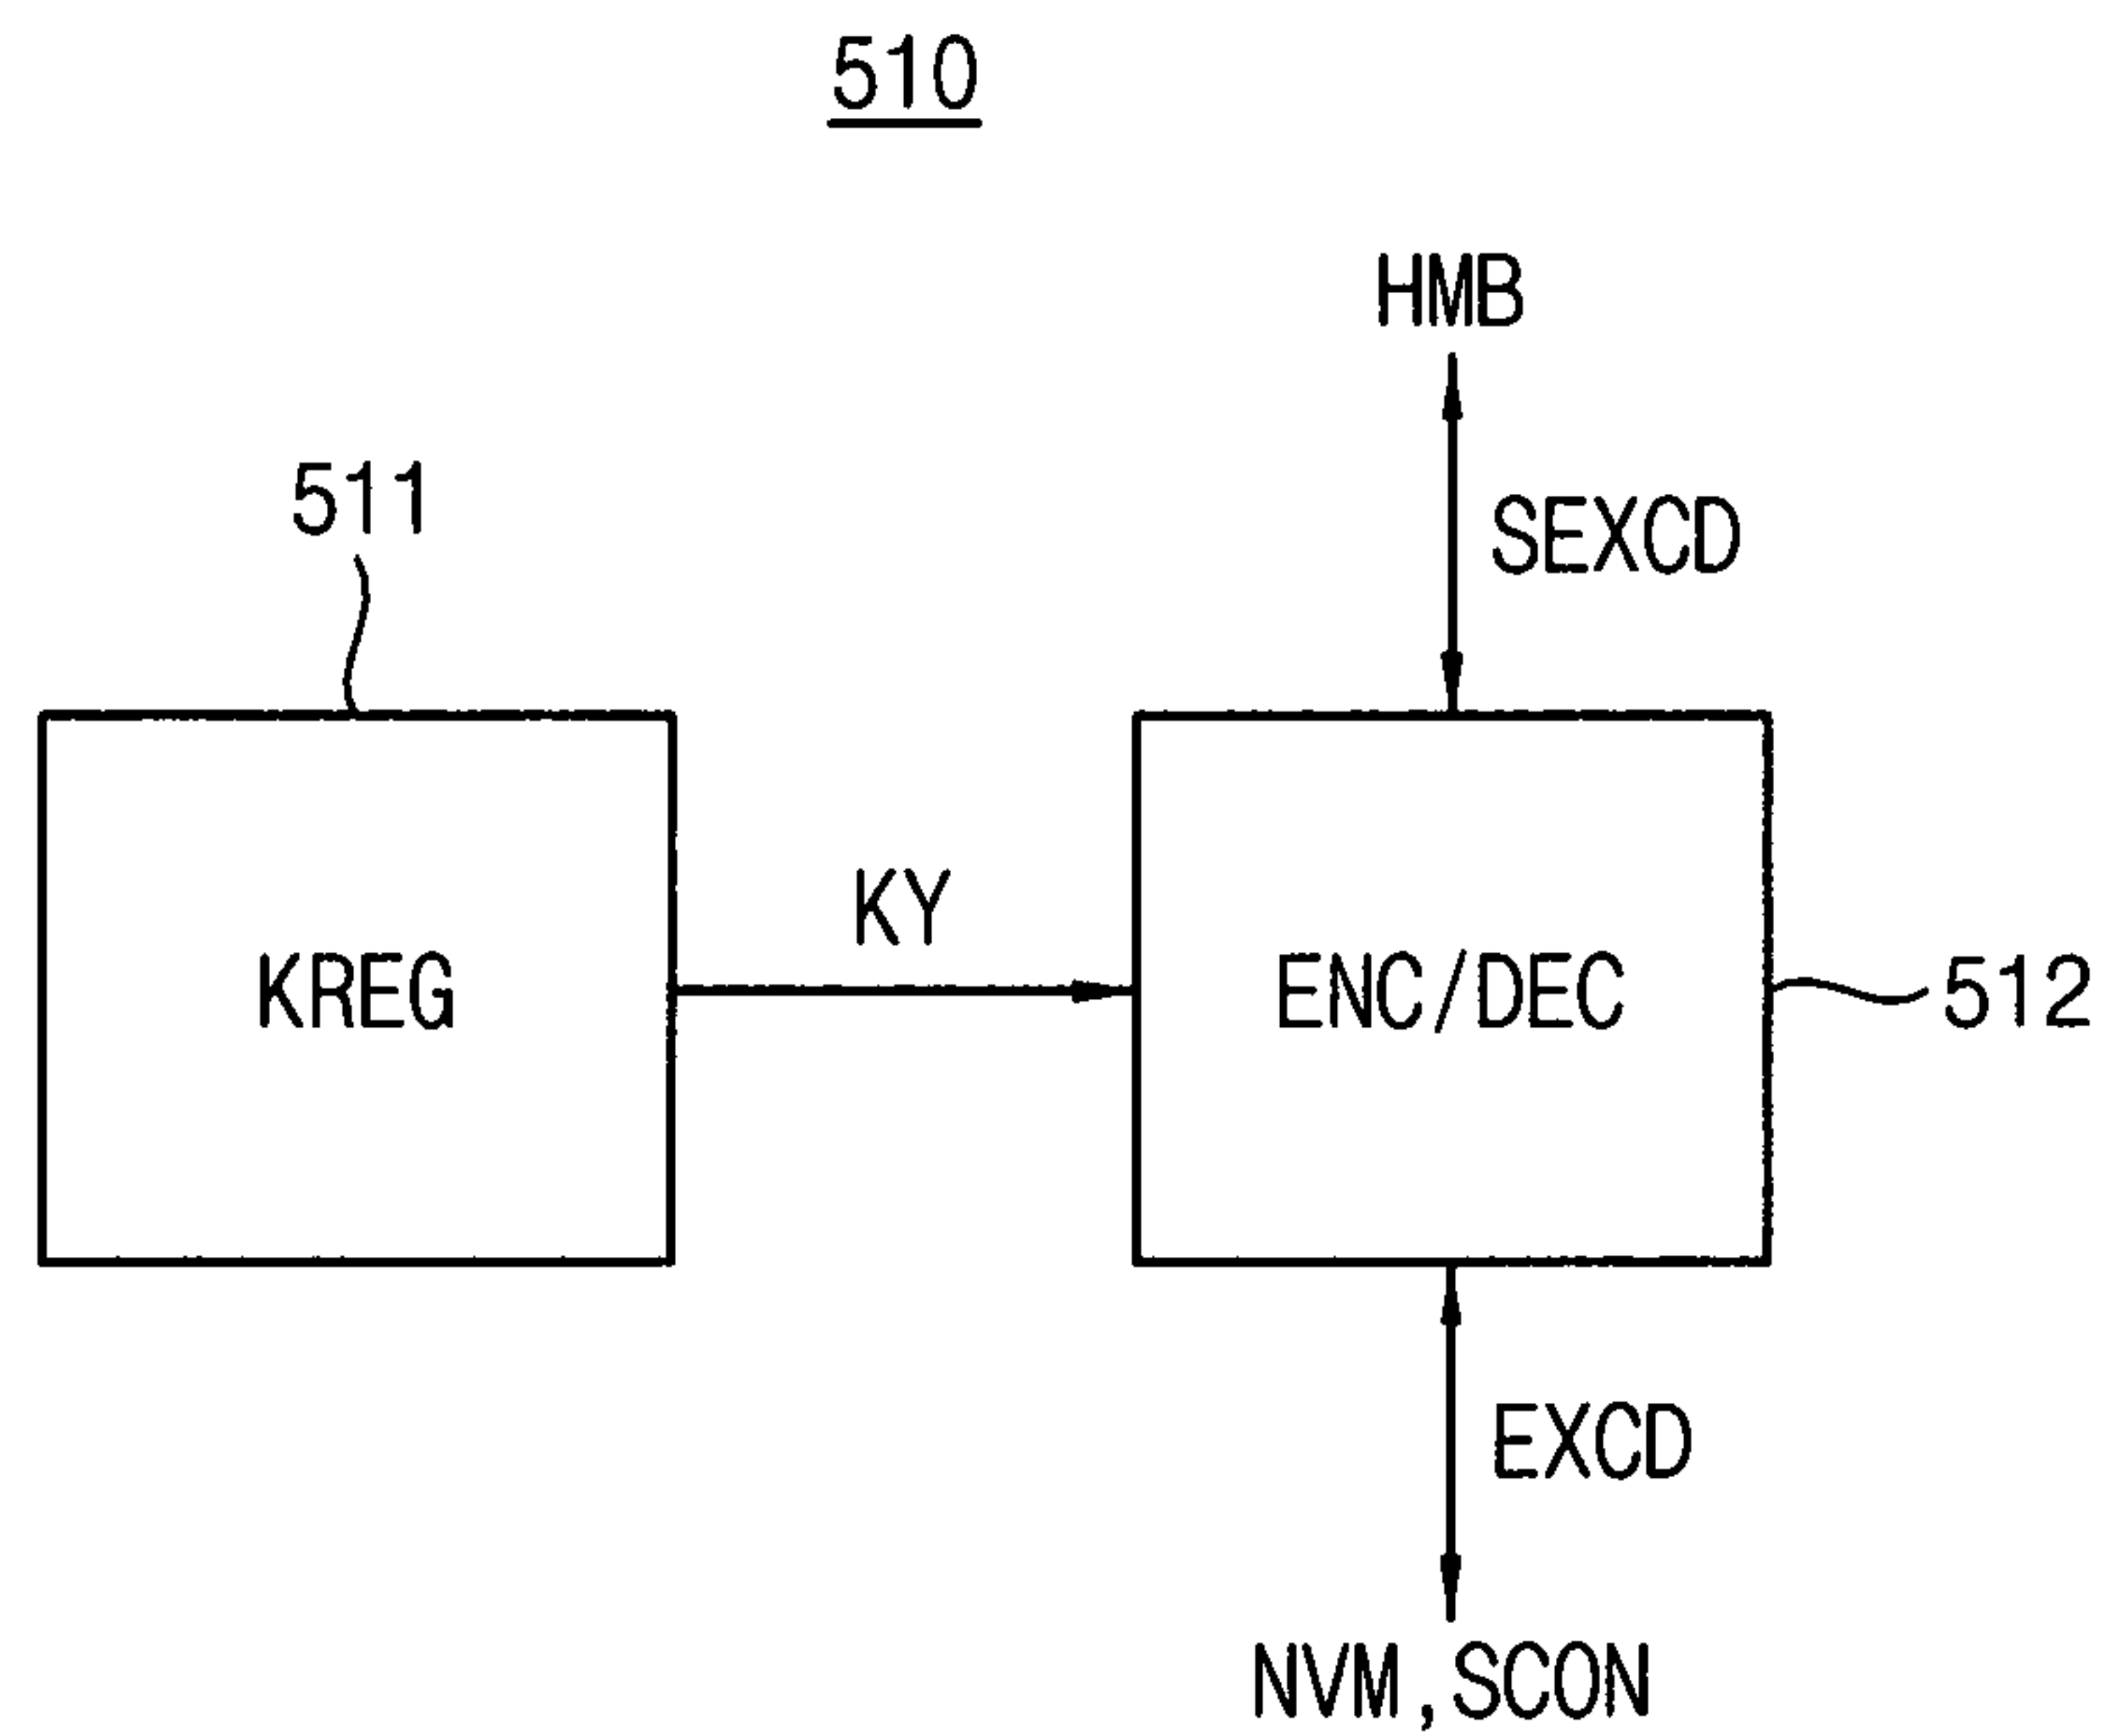 510
HMB
511
SEXCD
KY
KREG
ENC/DEC
512
EXCD
NVM,SCON